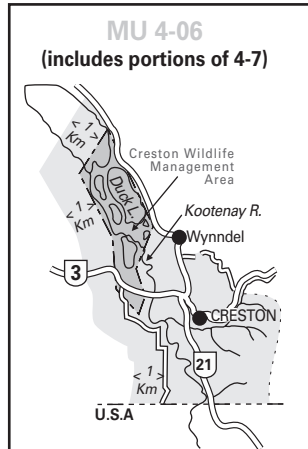 MU 4-06
(includes portions of 4-7)
< 1 >
Km
Creston Wildlife
Management
Area
Duck L.
< 1 >
Km
Kootenay R.
Wynndel
3
CRESTON
21
< 1 >
Km
U.S.A